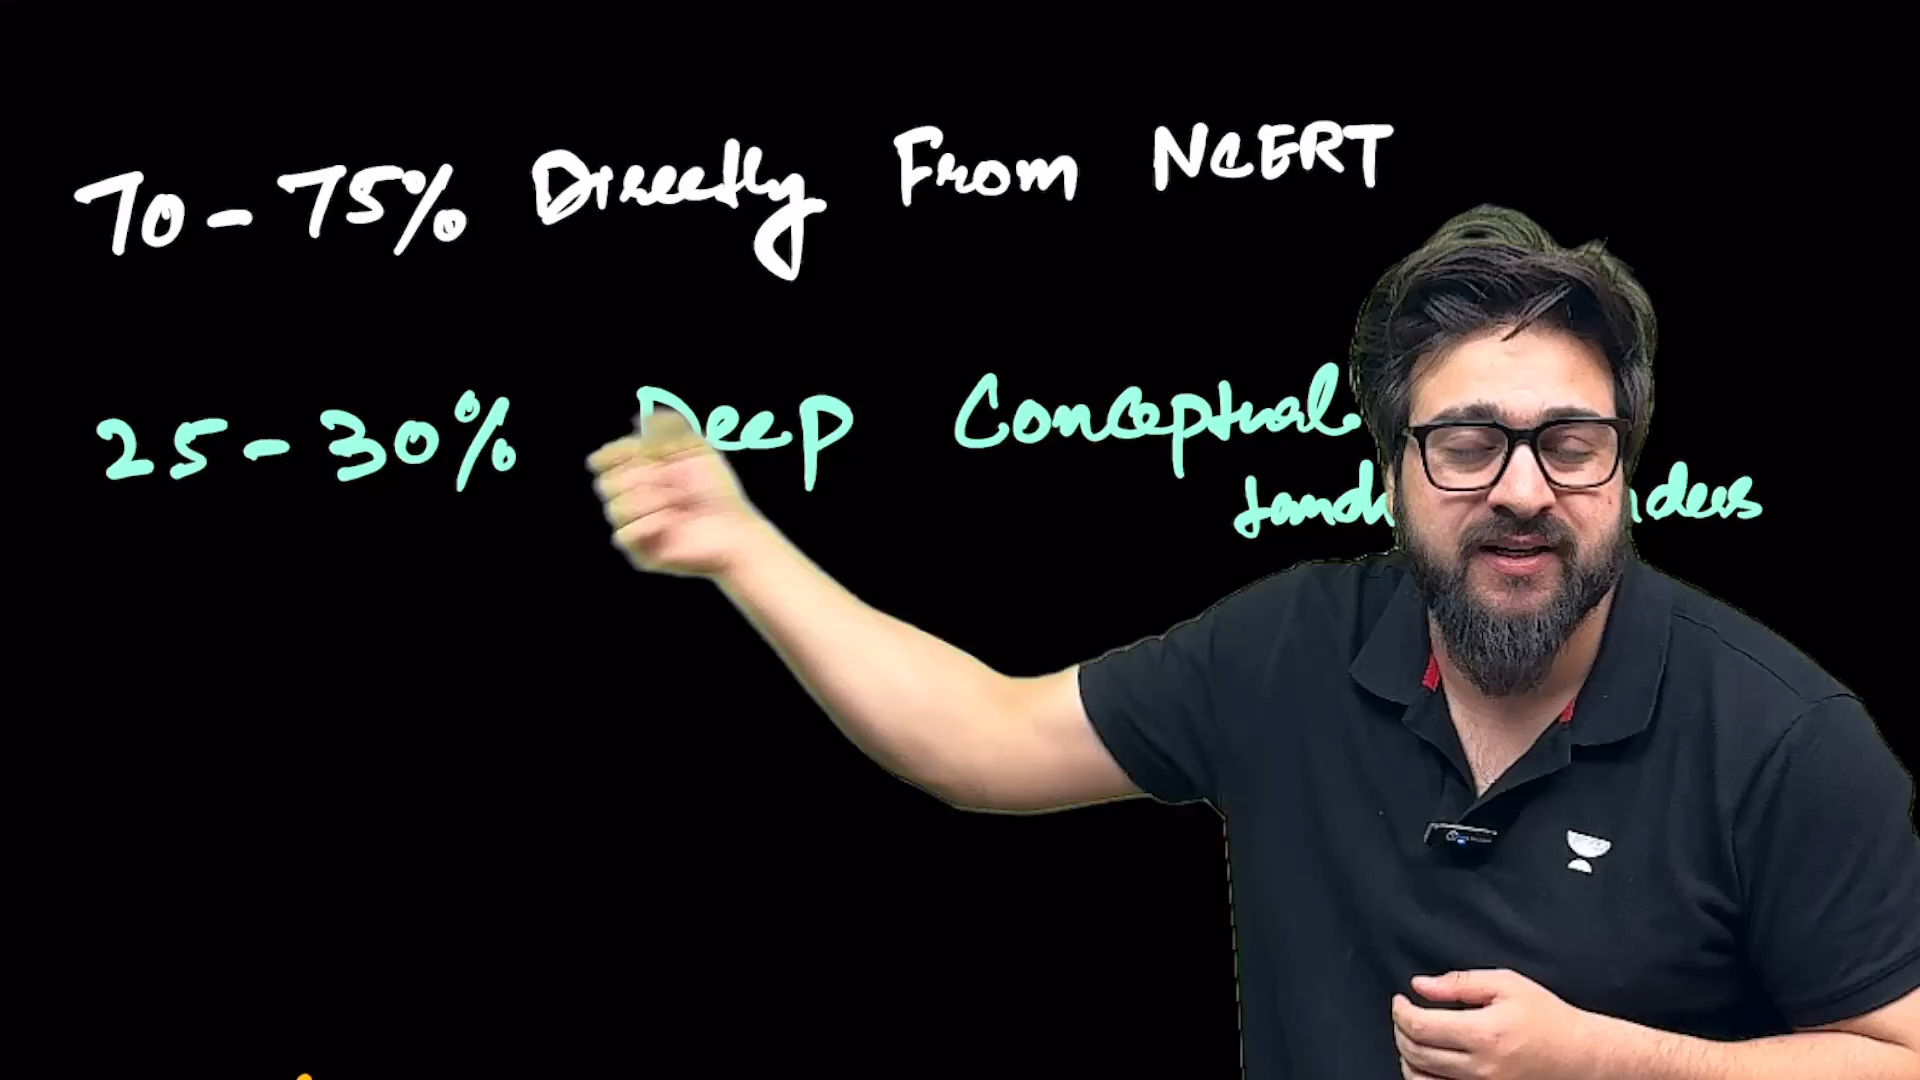 70-75% Directly From NCERT
25-30% Deep Conceptual